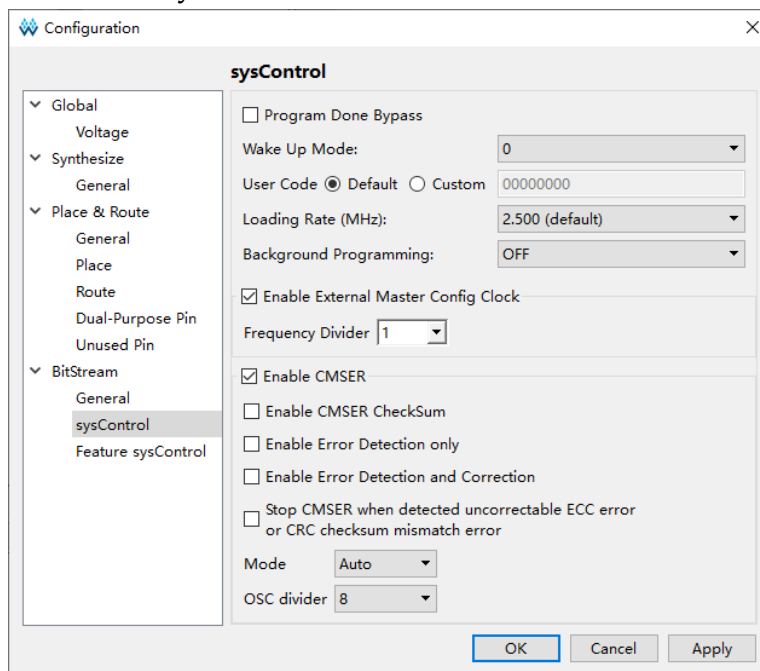 Configuration
sysControl
Global
Voltage
Synthesize
General
Place & Route
General
Place
Route
Dual-Purpose Pin
Unused Pin
BitStream
General
sysControl
Feature sysControl
Program Done Bypass
Wake Up Mode: 0
User Code Default Custom 00000000
Loading Rate (MHz): 2.500 (default)
Background Programming: OFF
Enable External Master Config Clock
Frequency Divider 1
Enable CMSER
Enable CMSER CheckSum
Enable Error Detection only
Enable Error Detection and Correction
Stop CMSER when detected uncorrectable ECC error
or CRC checksum mismatch error
Mode Auto
OSC divider 8
OK Cancel Apply